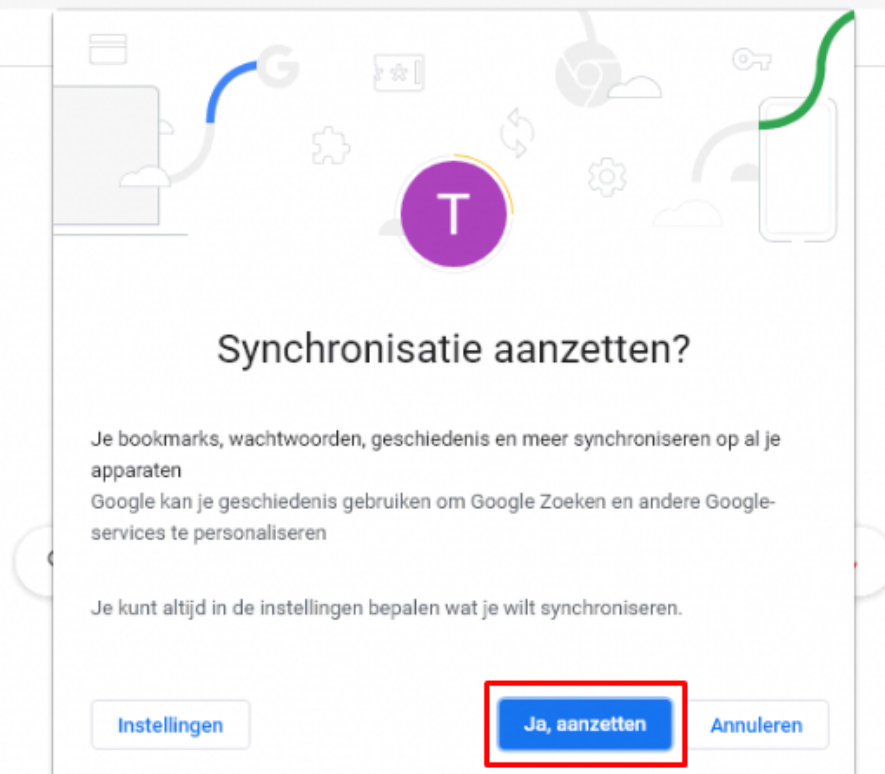 T
Synchronisatie aanzetten?
Je bookmarks, wachtwoorden, geschiedenis en meer synchroniseren op al je
apparaten
Google kan je geschiedenis gebruiken om Google Zoeken en andere Google-
services te personaliseren
Je kunt altijd in de instellingen bepalen wat je wilt synchroniseren.
Instellingen
Ja, aanzetten
Annuleren